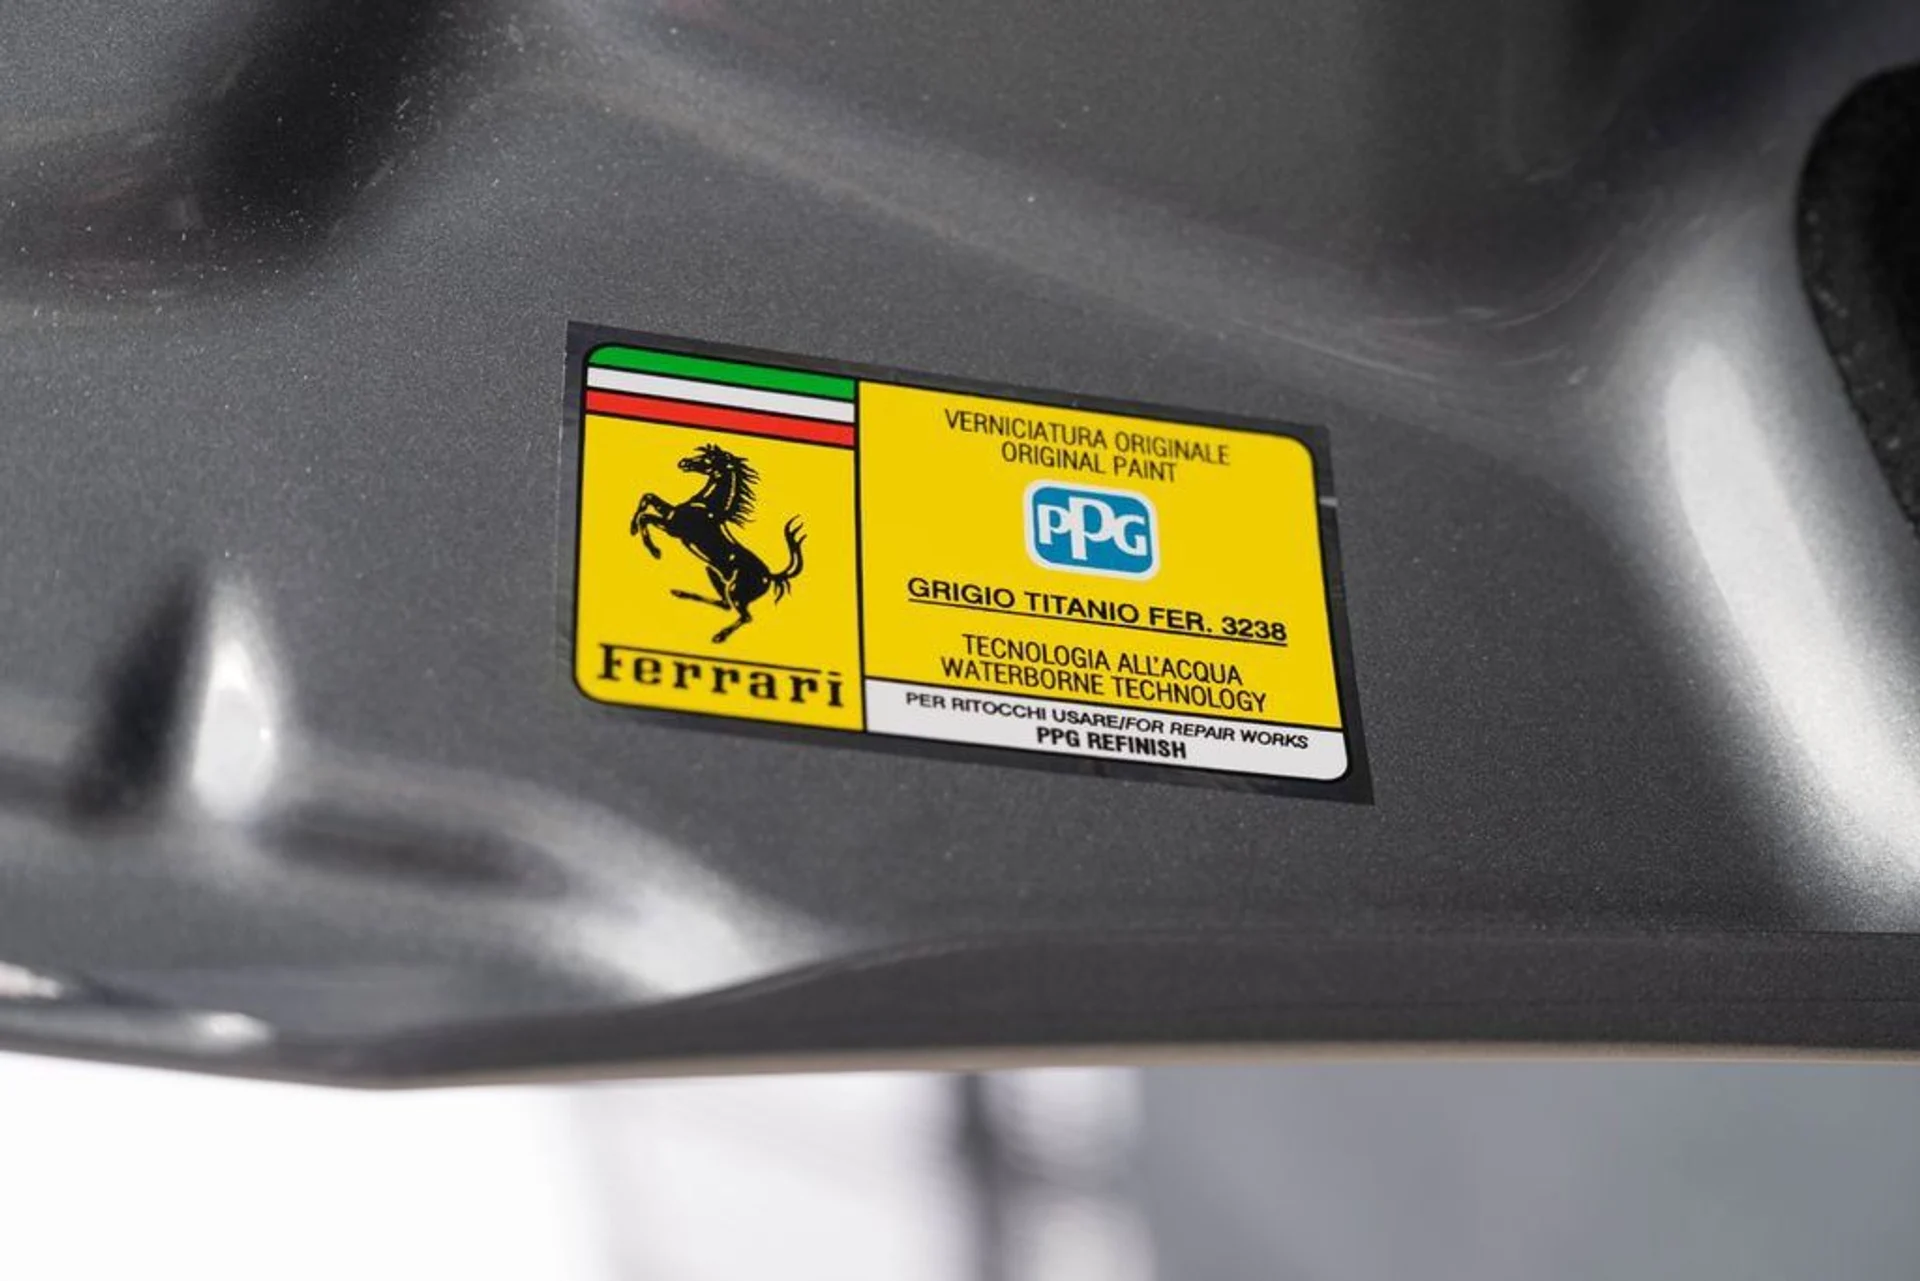 Ferrari
VERNICIATURA ORIGINALE
ORIGINAL PAINT
PPG
GRIGIO TITANIO FER. 3238
TECNOLOGIA ALL'ACQUA
WATERBORNE TECHNOLOGY
PER RITOCCHI USARE/FOR REPAIR WORKS
PPG REFINISH